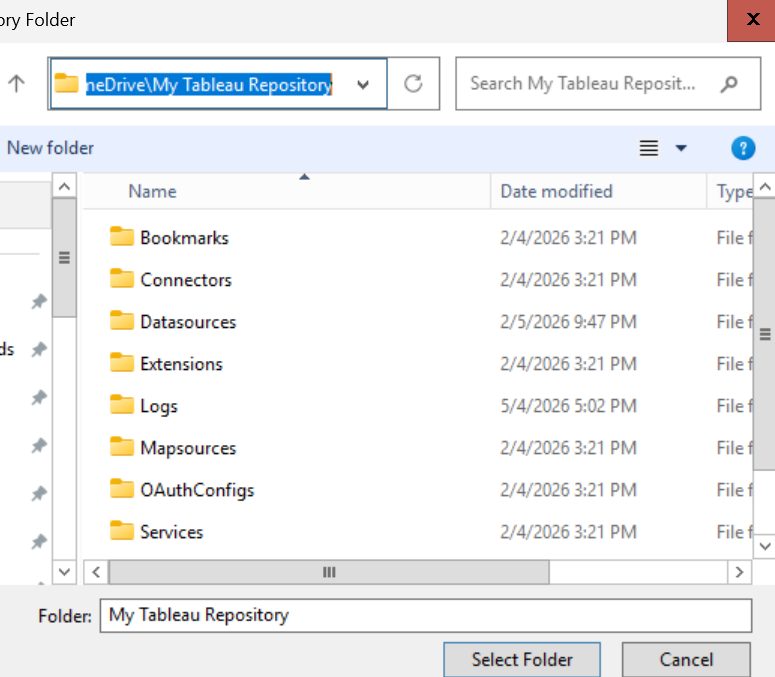 ory Folder
neDrive\My Tableau Repository
Search My Tableau Reposit...
New folder
Name Date modified Type
Bookmarks 2/4/2026 3:21 PM File f
Connectors 2/4/2026 3:21 PM File f
Datasources 2/5/2026 9:47 PM File f
Extensions 2/4/2026 3:21 PM File f
ds
Logs 5/4/2026 5:02 PM File f
Mapsources 2/4/2026 3:21 PM File f
OAuthConfigs 2/4/2026 3:21 PM File f
Services 2/4/2026 3:21 PM File f
Folder: My Tableau Repository
Select Folder Cancel